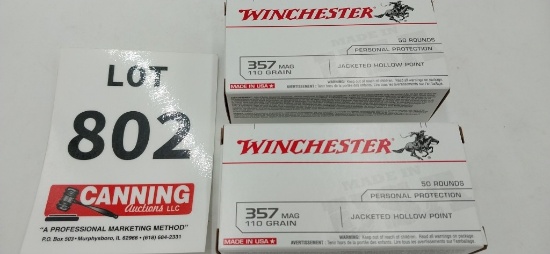 LOT
802
CANNING
Auctions LLC
"A PROFESSIONAL MARKETING METHOD"
P.O. Box 502•Murphysboro, IL 62966 • (618) 684-2331
WINCHESTER
50 ROUNDS
PERSONAL PROTECTION
357 MAG
110 GRAIN
JACKETED HOLLOW POINT
MADE IN USA
WINCHESTER
50 ROUNDS
PERSONAL PROTECTION
357 MAG
110 GRAIN
JACKETED HOLLOW POINT
MADE IN USA